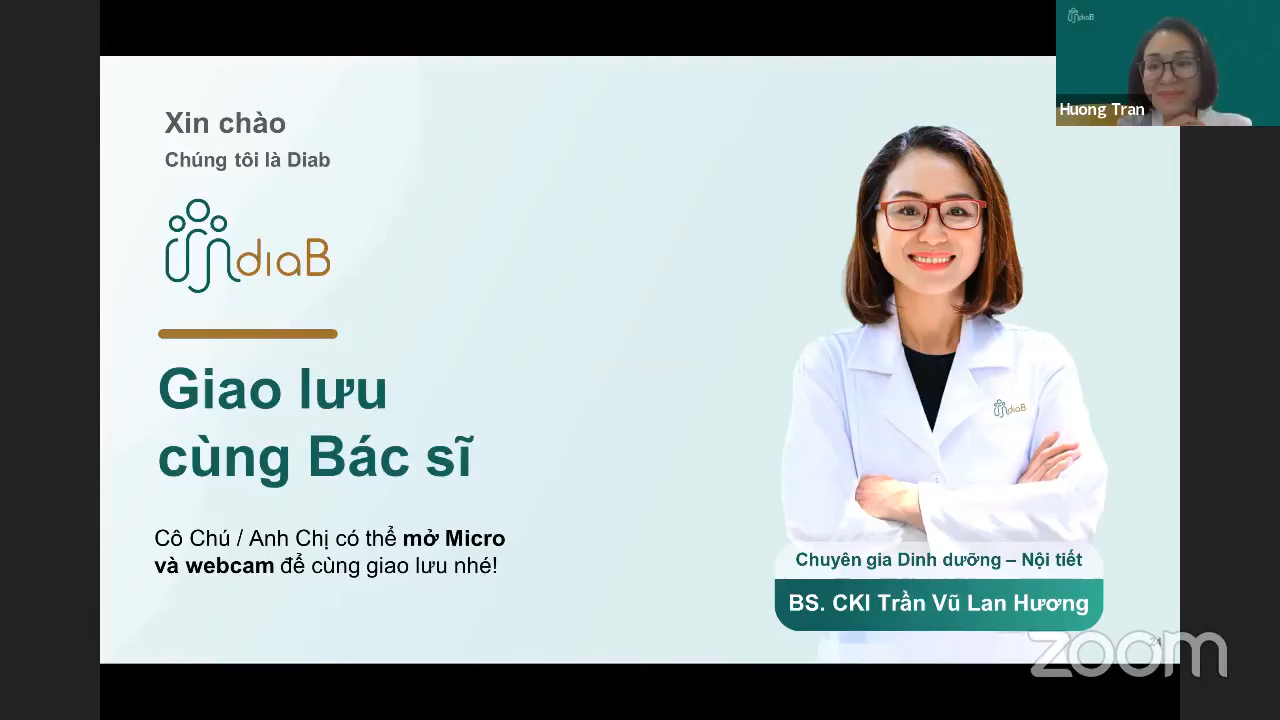 Xin chào
Chúng tôi là Diab
diaB
Giao lưu
cùng Bác sĩ
Cô Chú / Anh Chị có thể mở Micro
và webcam để cùng giao lưu nhé!
diaB
Chuyên gia Dinh dưỡng – Nội tiết
BS. CKI Trần Vũ Lan Hương
24
zoom
diaB
Huong Tran